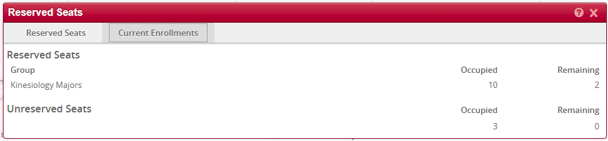 Reserved Seats
Reserved Seats Current Enrollments
Reserved Seats
Group Occupied Remaining
Kinesiology Majors 10 2
Unreserved Seats Occupied Remaining
3 0